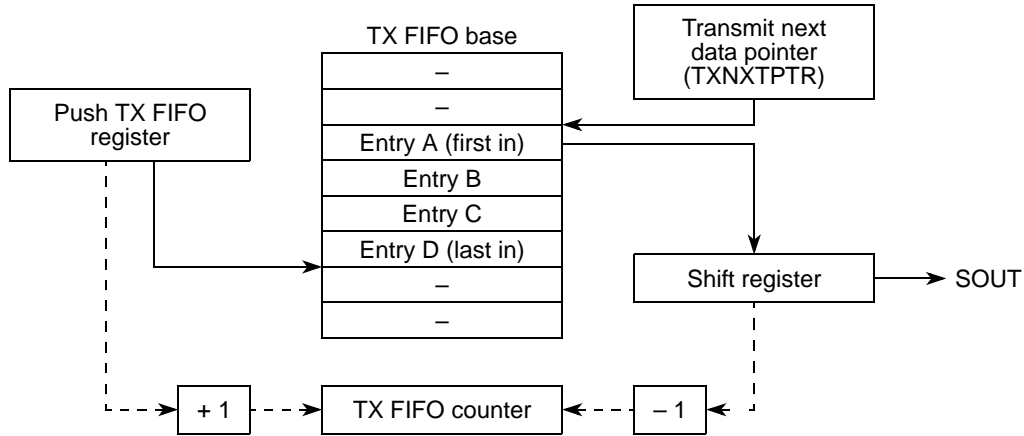 TX FIFO base
Transmit next
data pointer
(TXNXTPTR)
Push TX FIFO
register
–
–
Entry A (first in)
Entry B
Entry C
Entry D (last in)
–
–
Shift register
SOUT
+ 1
TX FIFO counter
– 1